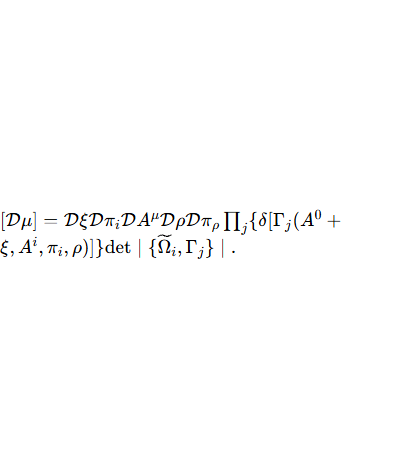 [𝒟μ] = 𝒟ξ𝒟π_i𝒟A^μ𝒟ρ𝒟π_ρ ∏_j{δ[Γ_j(A^0 +
ξ, A^i, π_i, ρ)]}det | {Ω̃_i, Γ_j} | .